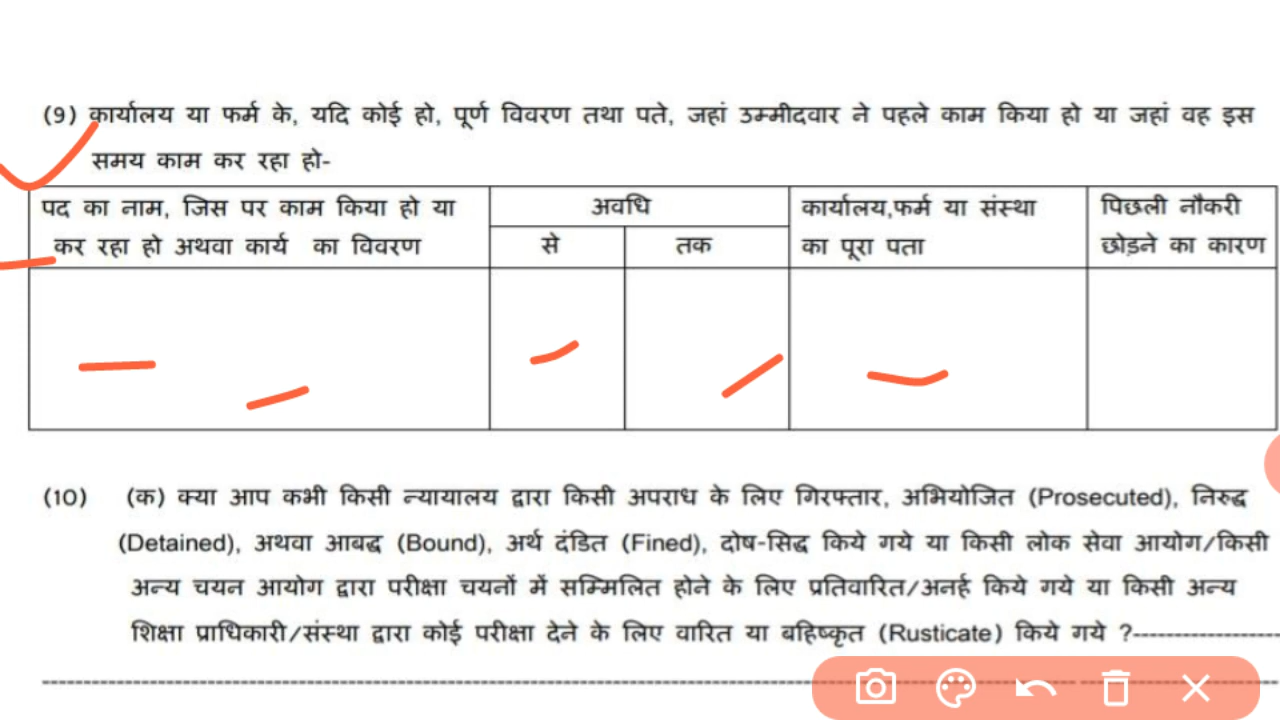 (9) कार्यालय या फर्म के, यदि कोई हो, पूर्ण विवरण तथा पते, जहां उम्मीदवार ने पहले काम किया हो या जहां वह इस
समय काम कर रहा हो-
पद का नाम, जिस पर काम किया हो या
कर रहा हो अथवा कार्य का विवरण
अवधि
से
तक
कार्यालय,फर्म या संस्था
का पूरा पता
पिछली नौकरी
छोड़ने का कारण
(10) (क) क्या आप कभी किसी न्यायालय द्वारा किसी अपराध के लिए गिरफ्तार, अभियोजित (Prosecuted), निरुद्ध
(Detained), अथवा आबद्ध (Bound), अर्थ दंडित (Fined), दोष-सिद्ध किये गये या किसी लोक सेवा आयोग/किसी
अन्य चयन आयोग द्वारा परीक्षा चयनों में सम्मिलित होने के लिए प्रतिवारित/अनर्ह किये गये या किसी अन्य
शिक्षा प्राधिकारी/संस्था द्वारा कोई परीक्षा देने के लिए वारित या बहिष्कृत (Rusticate) किये गये ?-----------------